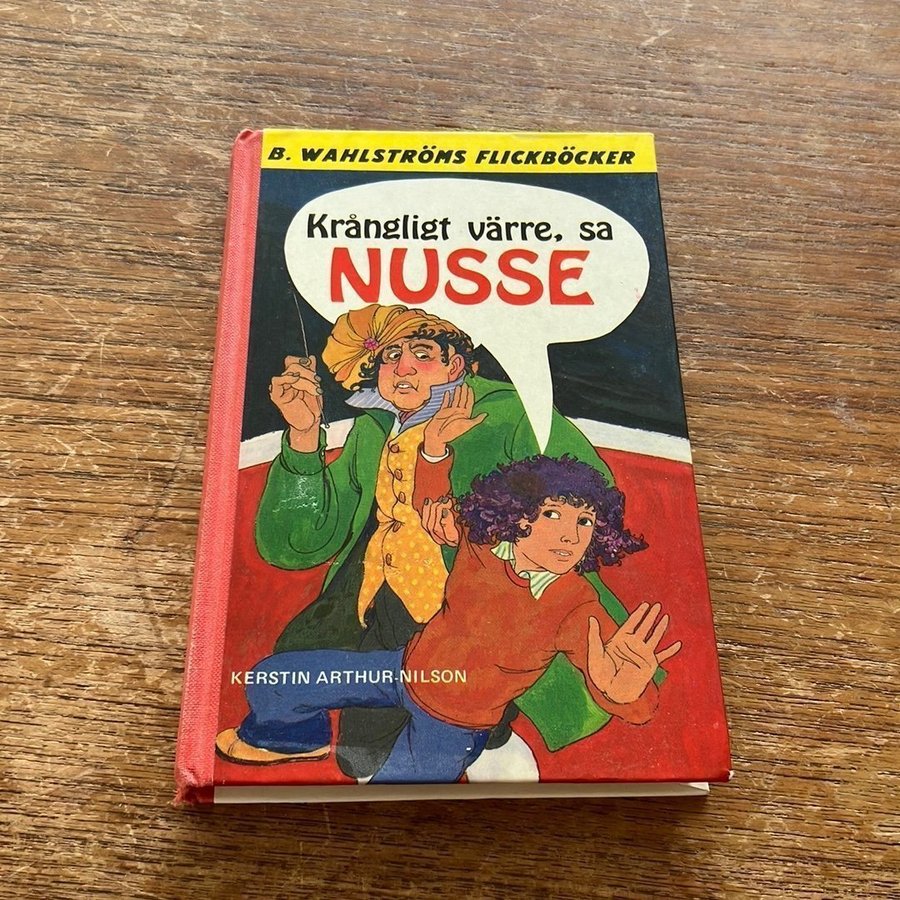 B. WAHLSTRÖMS FLICKBÖCKER
Krångligt värre, sa
NUSSE
KERSTIN ARTHUR-NILSON